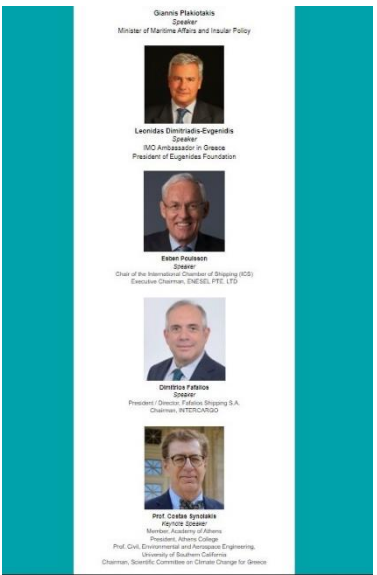 Giannis Plakiotakis
Speaker
Minister of Maritime Affairs and Insular Policy
Leonidas Dimitriadis-Evgenidis
Speaker
IMO Ambassador in Greece
President of Eugenides Foundation
Esben Poulsson
Speaker
Chair of the International Chamber of Shipping (ICS)
Executive Chairman, ENESEL PTE. LTD
Dimitrios Fafalios
Speaker
President / Director, Fafalios Shipping S.A.
Chairman, INTERCARGO
Prof. Costas Synolakis
Keynote Speaker
Member, Academy of Athens
President, Athens College
Prof. Civil, Environmental and Aerospace Engineering,
University of Southern California
Chairman, Scientific Committee on Climate Change for Greece